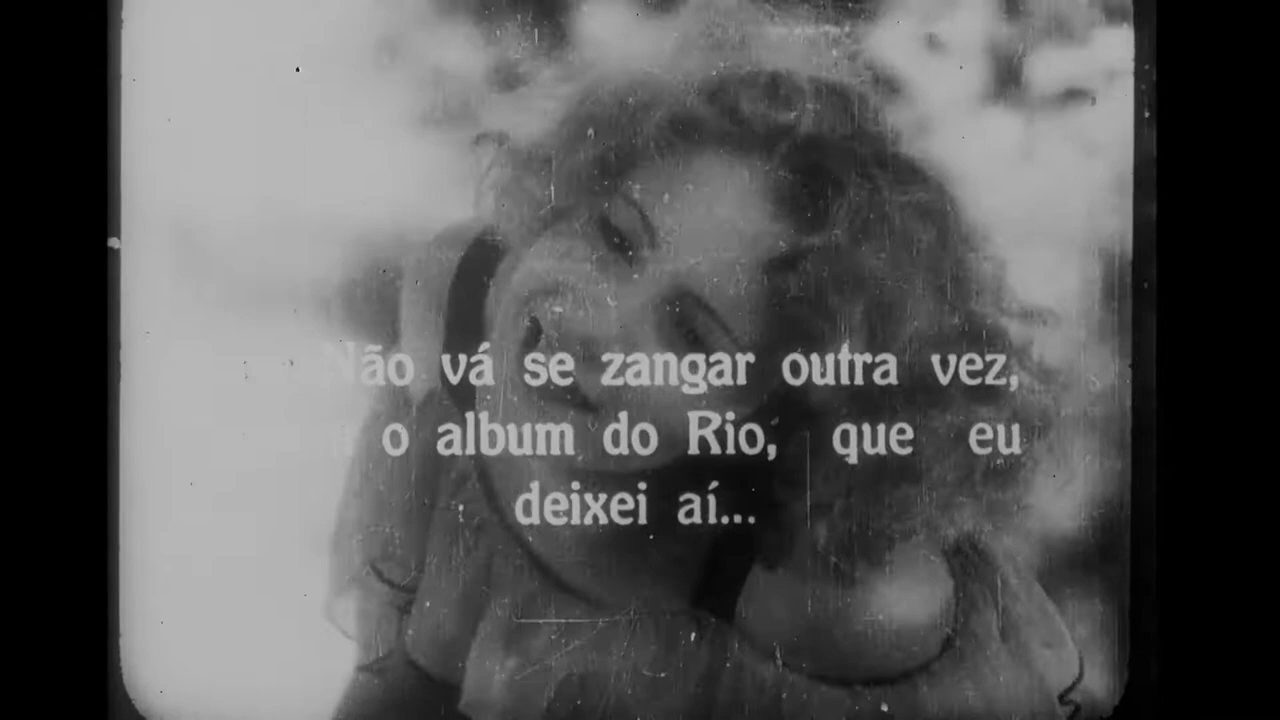 Não vá se zangar outra vez,
o album do Rio, que eu
deixei aí...